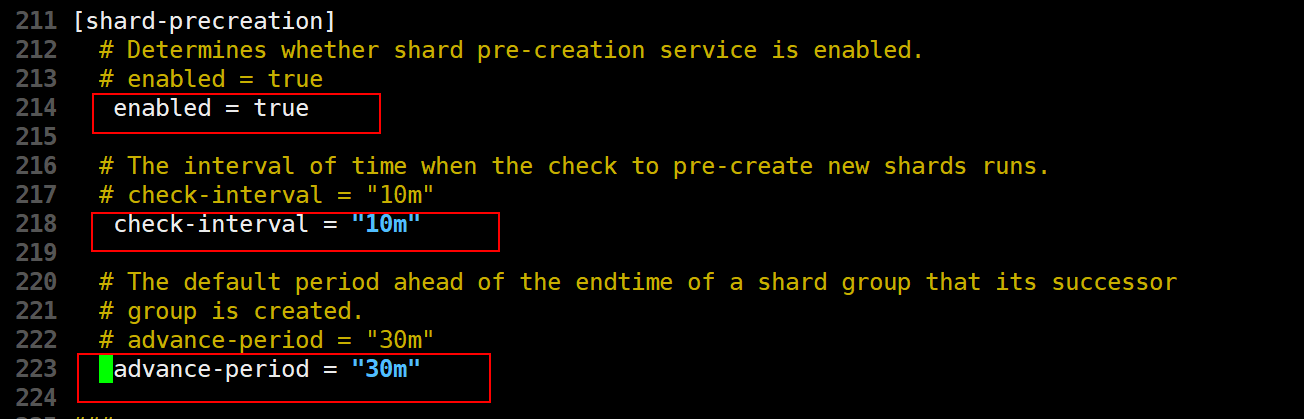 211 [shard-precreation]
212   # Determines whether shard pre-creation service is enabled.
213   # enabled = true
214    enabled = true
215
216   # The interval of time when the check to pre-create new shards runs.
217   # check-interval = "10m"
218    check-interval = "10m"
219
220   # The default period ahead of the endtime of a shard group that its successor
221   # group is created.
222   # advance-period = "30m"
223    advance-period = "30m"
224